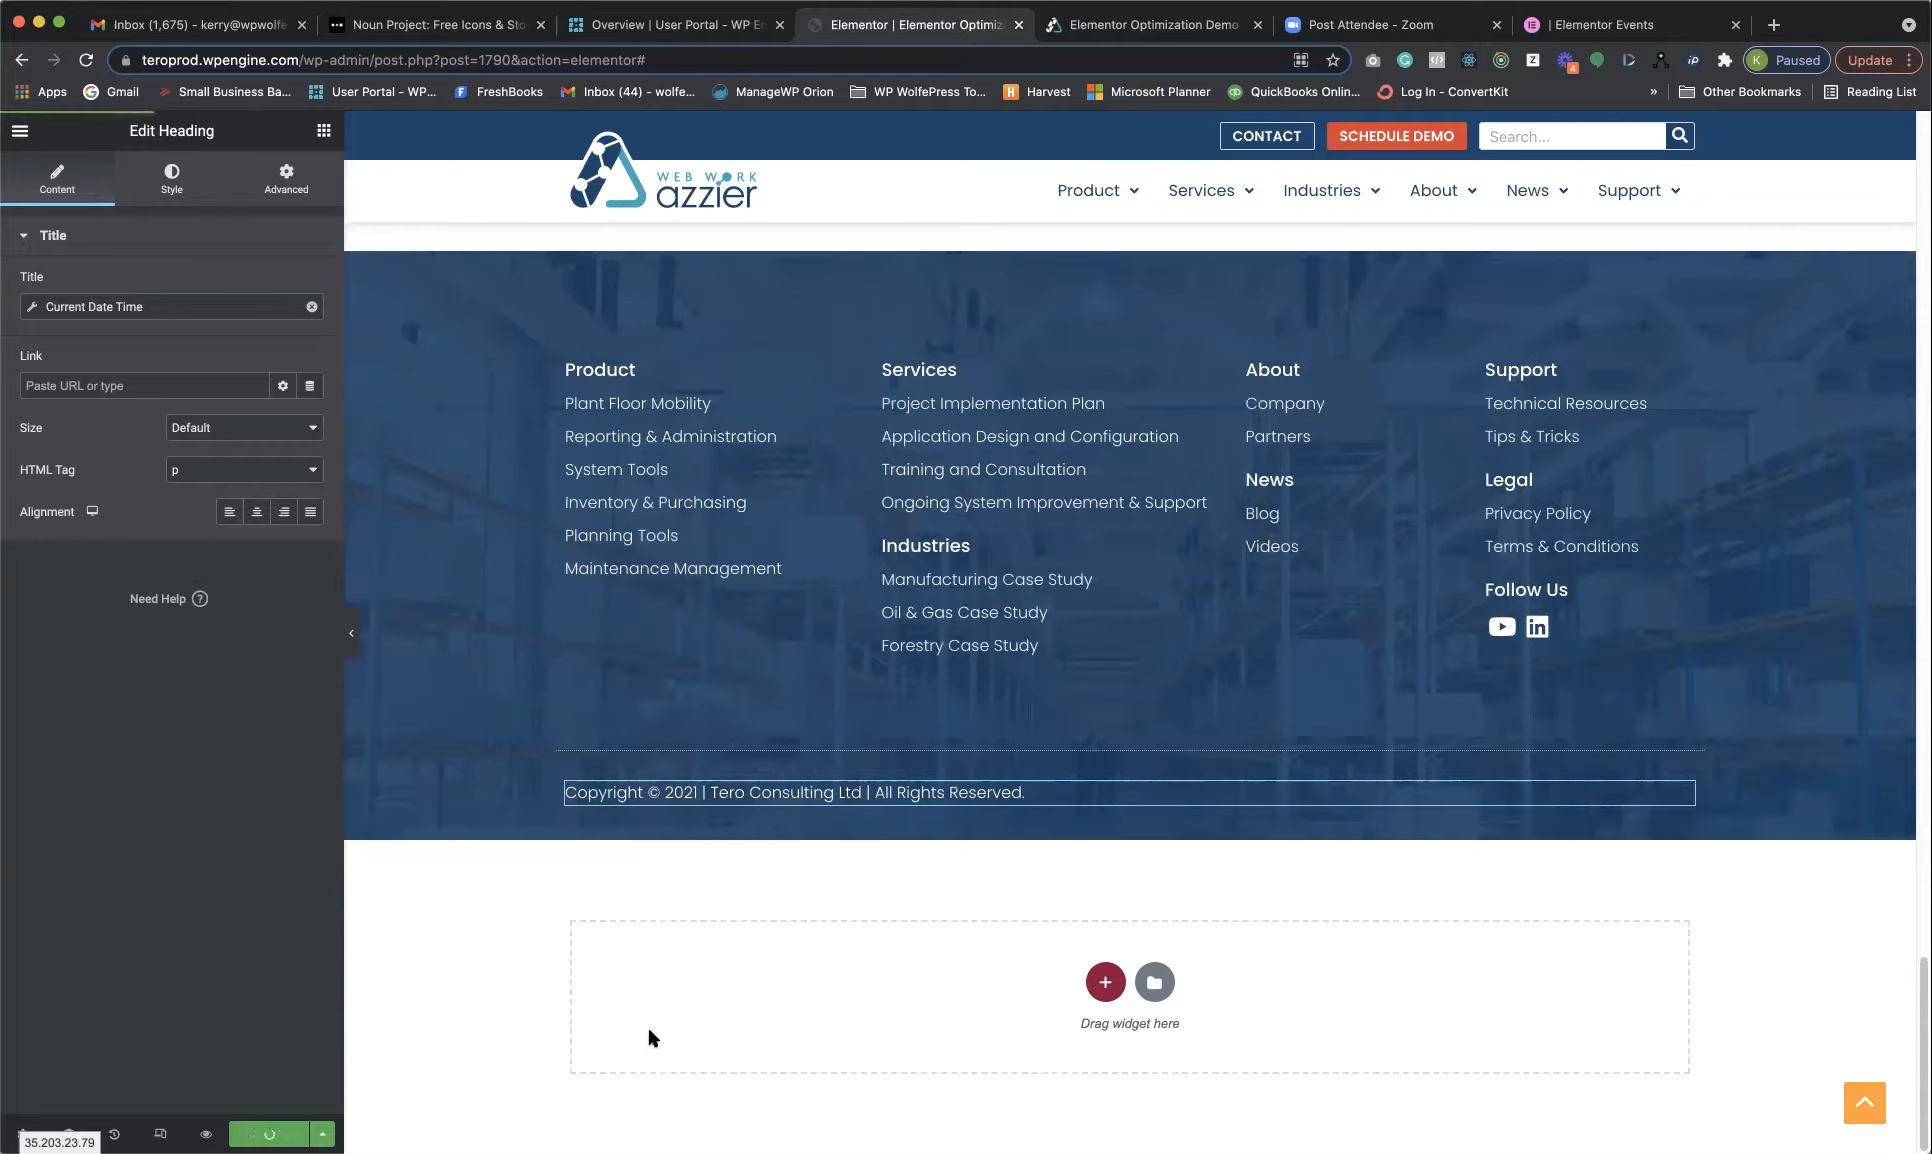 Inbox (1,675) - kerry@wpwolfe
Noun Project: Free Icons & Sto
Overview | User Portal - WP En
Elementor | Elementor Optimiz
Elementor Optimization Demo
Post Attendee - Zoom
| Elementor Events
teroprod.wpengine.com/wp-admin/post.php?post=1790&action=elementor#
4
K Paused
Update
Apps
Gmail
Small Business Ba...
User Portal - WP...
FreshBooks
Inbox (44) - wolfe...
ManageWP Orion
WP WolfePress To...
Harvest
Microsoft Planner
QuickBooks Onlin...
Log In - ConvertKit
»
Other Bookmarks
Reading List
Edit Heading
Content
Style
Advanced
Title
Title
Current Date Time
Link
Paste URL or type
Size
Default
HTML Tag
p
Alignment
Need Help ?
35.203.23.79
CONTACT
SCHEDULE DEMO
Search...
WEB WORK
azzier
Product
Services
Industries
About
News
Support
Product
Plant Floor Mobility
Reporting & Administration
System Tools
Inventory & Purchasing
Planning Tools
Maintenance Management
Services
Project Implementation Plan
Application Design and Configuration
Training and Consultation
Ongoing System Improvement & Support
Industries
Manufacturing Case Study
Oil & Gas Case Study
Forestry Case Study
About
Company
Partners
News
Blog
Videos
Support
Technical Resources
Tips & Tricks
Legal
Privacy Policy
Terms & Conditions
Follow Us
Copyright © 2021 | Tero Consulting Ltd | All Rights Reserved.
Drag widget here